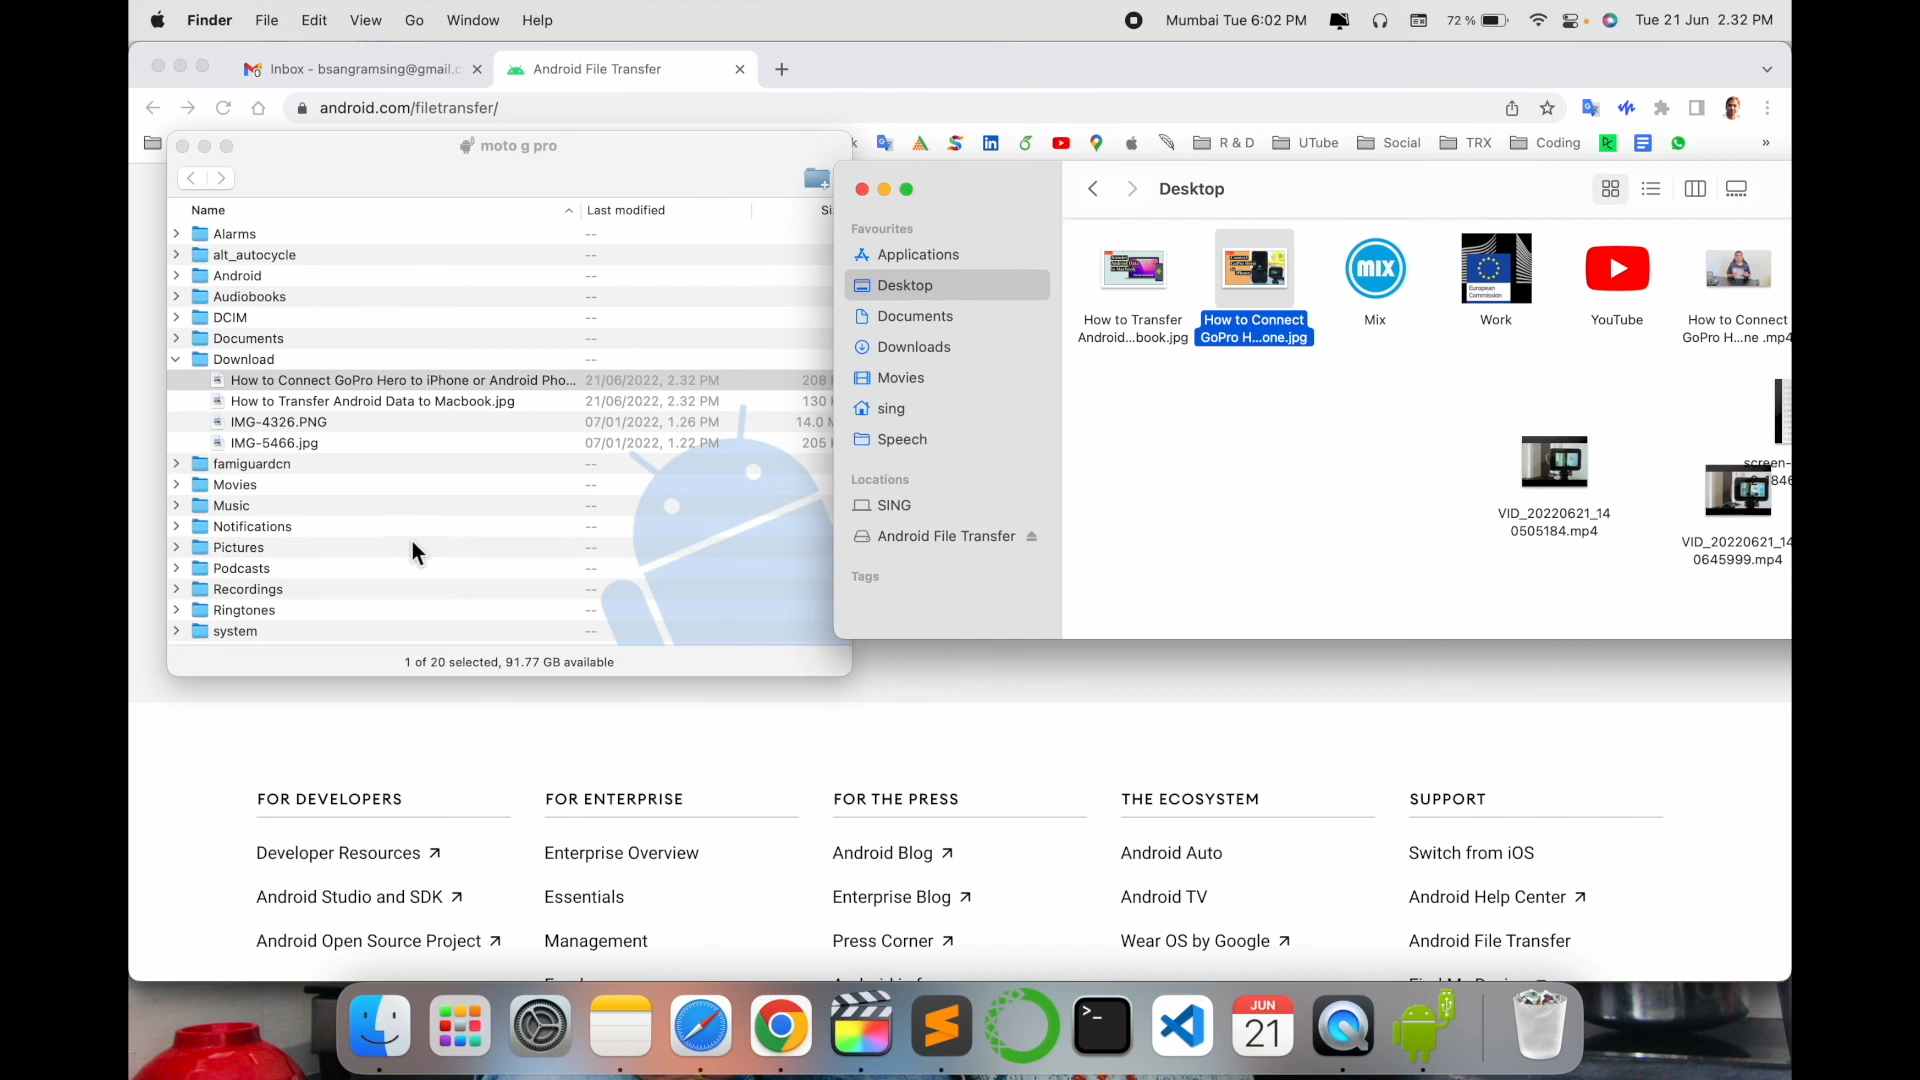 Finder File Edit View Go Window Help Mumbai Tue 6:02 PM 72 % Tue 21 Jun 2.32 PM
Inbox - bsangramsing@gmail.c Android File Transfer
android.com/filetransfer/
R & D UTube Social TRX Coding »
moto g pro
Name Last modified Si
Alarms --
alt_autocycle --
Android --
Audiobooks --
DCIM --
Documents --
Download --
How to Connect GoPro Hero to iPhone or Android Pho... 21/06/2022, 2.32 PM 208
How to Transfer Android Data to Macbook.jpg 21/06/2022, 2.32 PM 130
IMG-4326.PNG 07/01/2022, 1.26 PM 14.0
IMG-5466.jpg 07/01/2022, 1.22 PM 205
famiguardcn --
Movies --
Music --
Notifications --
Pictures --
Podcasts --
Recordings --
Ringtones --
system --
1 of 20 selected, 91.77 GB available
Favourites
Applications
Desktop
Documents
Downloads
Movies
sing
Speech
Locations
SING
Android File Transfer
Tags
Desktop
MIX
European
Commission
How to Transfer
Android...book.jpg
How to Connect
GoPro H...one.jpg
Mix
Work
YouTube
How to Connect
GoPro H...ne .mp4
screen-
VID_20220621_14
0505184.mp4
VID_20220621_14
0645999.mp4
FOR DEVELOPERS
Developer Resources
Android Studio and SDK
Android Open Source Project
FOR ENTERPRISE
Enterprise Overview
Essentials
Management
FOR THE PRESS
Android Blog
Enterprise Blog
Press Corner
THE ECOSYSTEM
Android Auto
Android TV
Wear OS by Google
SUPPORT
Switch from iOS
Android Help Center
Android File Transfer
JUN
21